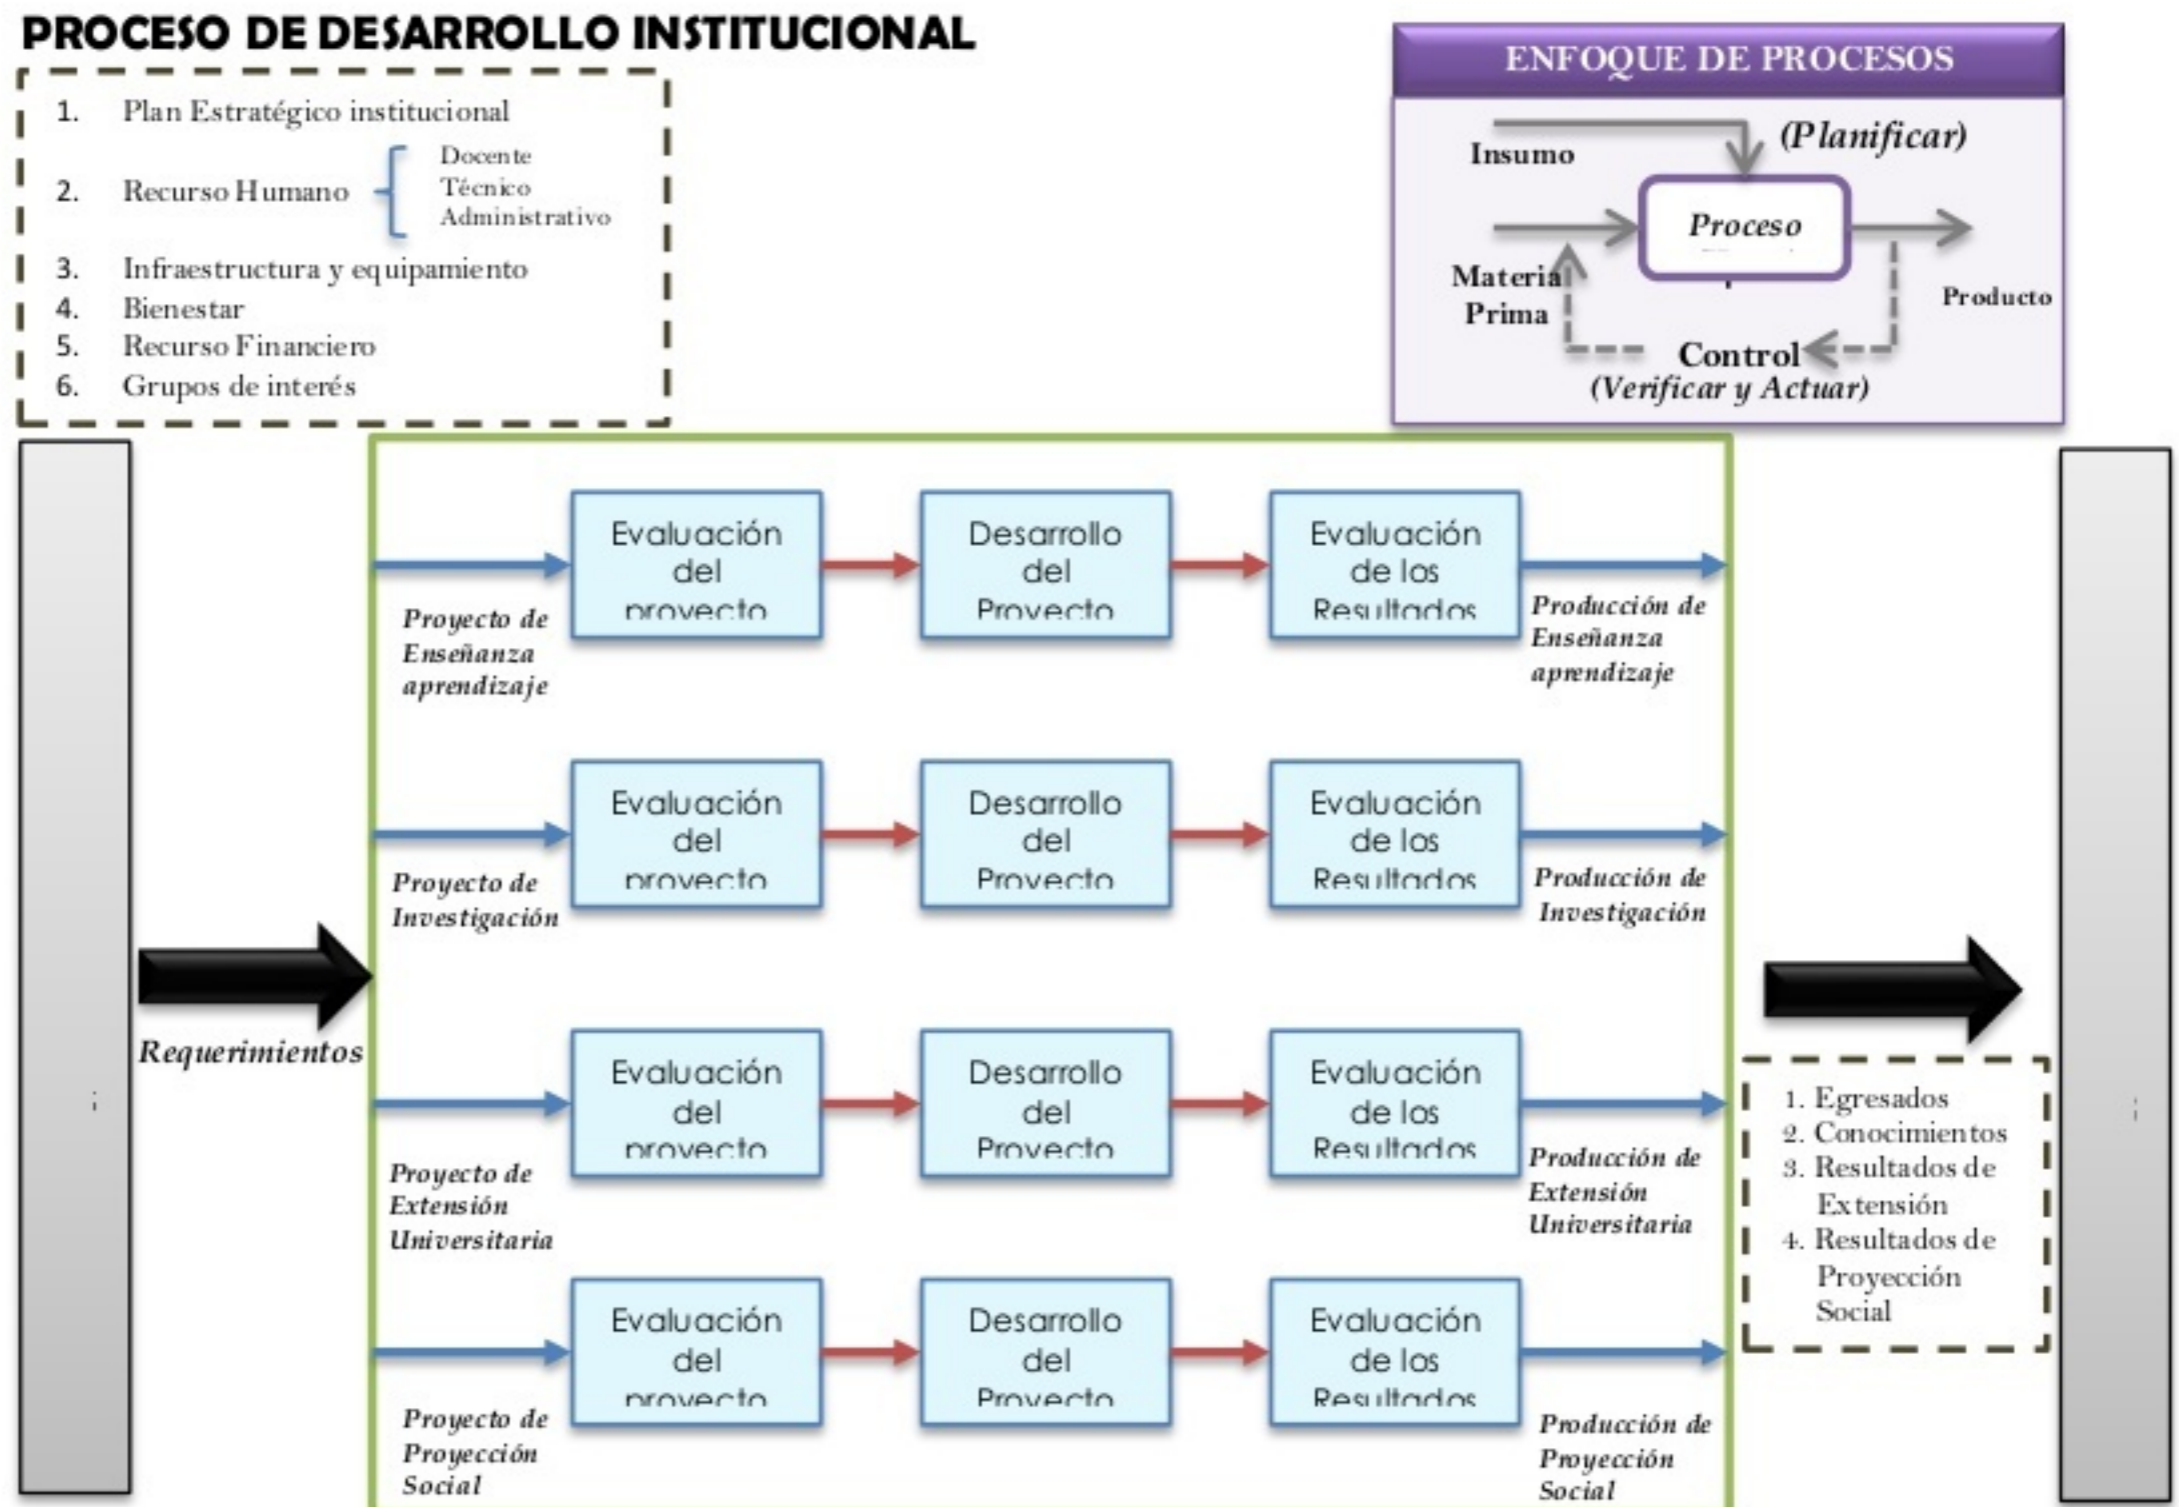 PROCESO DE DESARROLLO INSTITUCIONAL
1. Plan Estratégico institucional
2. Recurso Humano
Docente
Técnico
Administrativo
3. Infraestructura y equipamiento
4. Bienestar
5. Recurso Financiero
6. Grupos de interés
ENFOQUE DE PROCESOS
Insumo
(Planificar)
Proceso
Materia
Prima
Producto
Control
(Verificar y Actuar)
Requerimientos
Proyecto de
Enseñanza
aprendizaje
Evaluación
del
proyecto
Desarrollo
del
Proyecto
Evaluación
de los
Resultados
Producción de
Enseñanza
aprendizaje
Proyecto de
Investigación
Evaluación
del
proyecto
Desarrollo
del
Proyecto
Evaluación
de los
Resultados
Producción de
Investigación
Proyecto de
Extensión
Universitaria
Evaluación
del
proyecto
Desarrollo
del
Proyecto
Evaluación
de los
Resultados
Producción de
Extensión
Universitaria
Proyecto de
Proyección
Social
Evaluación
del
proyecto
Desarrollo
del
Proyecto
Evaluación
de los
Resultados
Producción de
Proyección
Social
1. Egresados
2. Conocimientos
3. Resultados de
Extensión
4. Resultados de
Proyección
Social